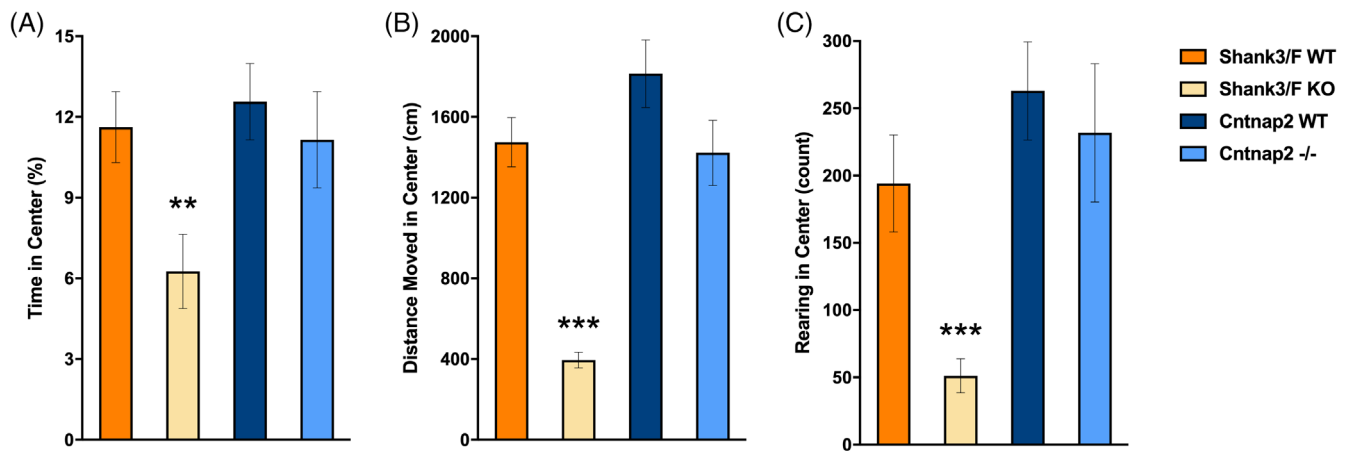 (A)
Time in Center (%)
15
12
9
6
3
0
**
(B)
Distance Moved in Center (cm)
2000
1600
1200
800
400
0
***
(C)
Rearing in Center (count)
300
250
200
150
100
50
0
***
Shank3/F WT
Shank3/F KO
Cntnap2 WT
Cntnap2 -/-